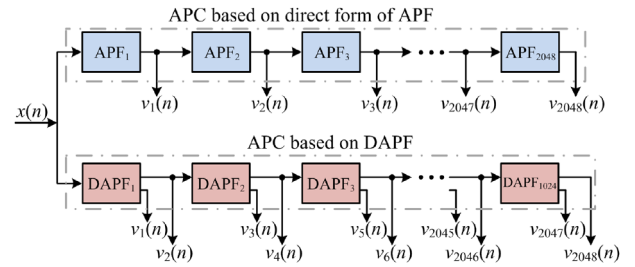 APC based on direct form of APF
APF₁ APF₂ APF₃ APF₂₀₄₈
v₁(n) v₂(n) v₃(n) v₂₀₄₇(n) v₂₀₄₈(n)
x(n)
APC based on DAPF
DAPF₁ DAPF₂ DAPF₃ DAPF₁₀₂₄
v₁(n) v₃(n) v₅(n) v₂₀₄₅(n) v₂₀₄₇(n)
v₂(n) v₄(n) v₆(n) v₂₀₄₆(n) v₂₀₄₈(n)